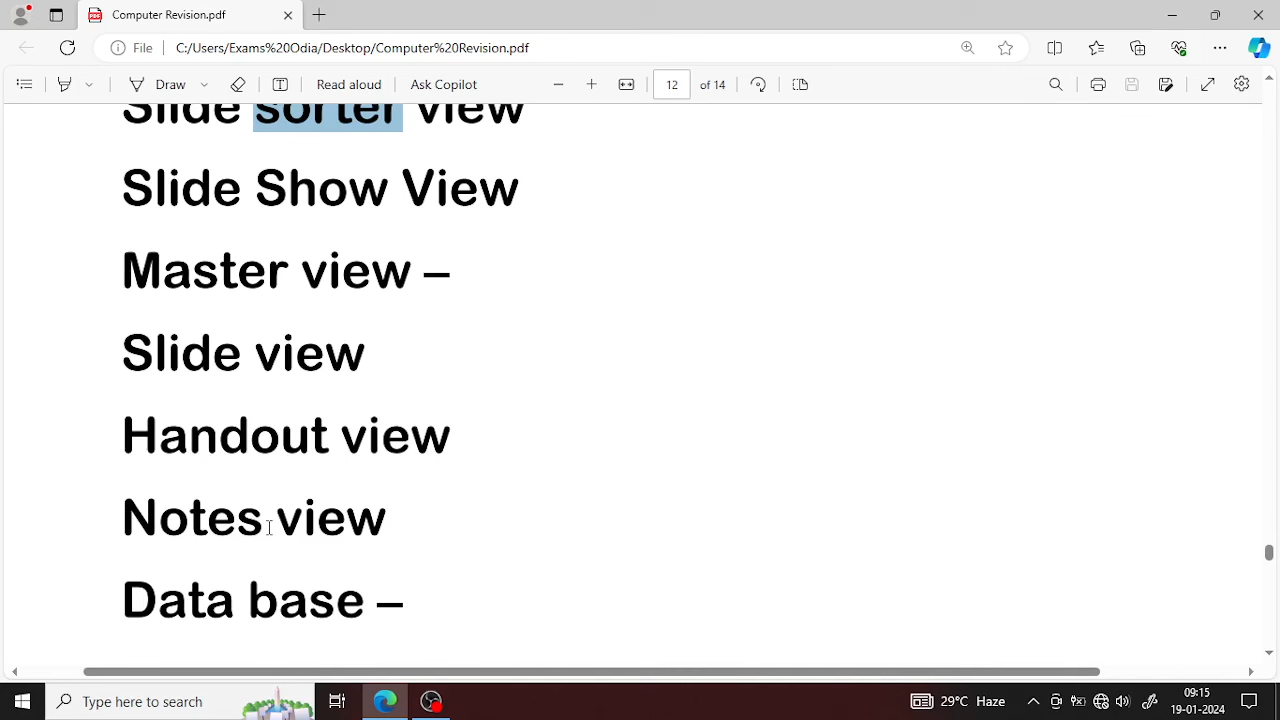 Computer Revision.pdf
File
C:/Users/Exams%20Odia/Desktop/Computer%20Revision.pdf
Draw
Read aloud
Ask Copilot
12
of 14
Slide sorter view
Slide Show View
Master view –
Slide view
Handout view
Notes view
Data base –
Type here to search
29°C Haze
09:15
19-01-2024